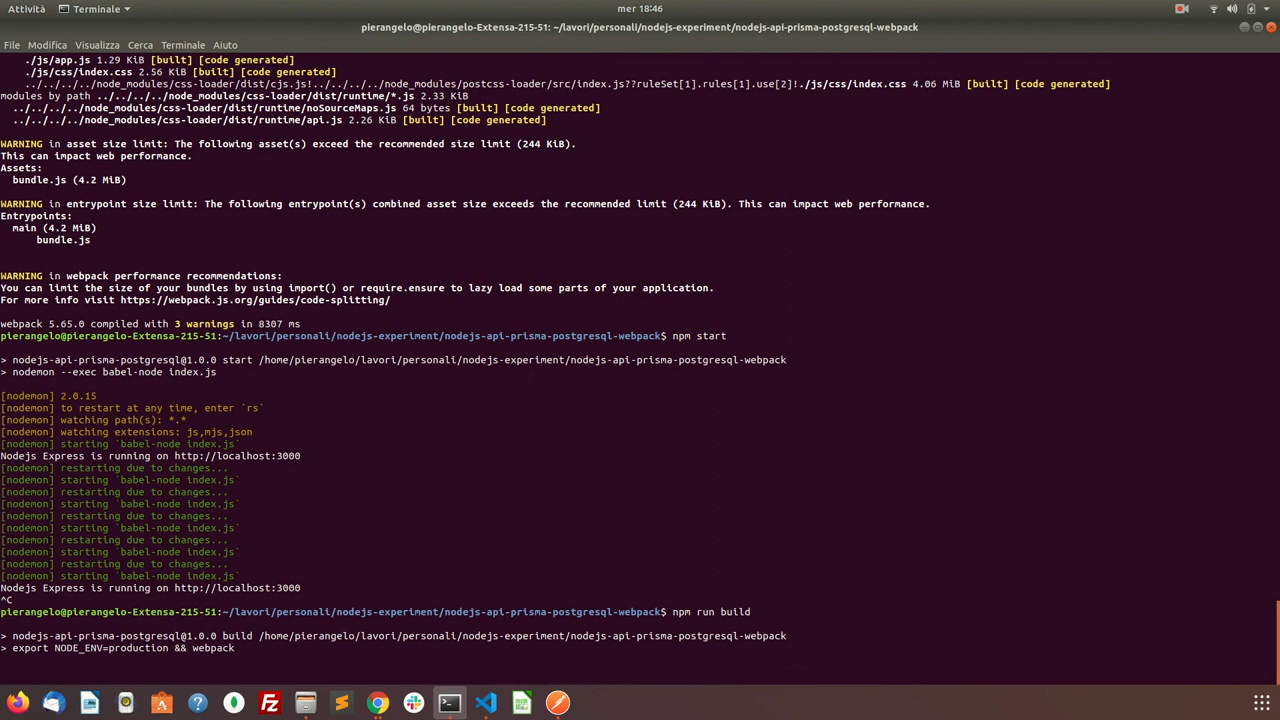 Attività
Terminale
mer 18:46
pierangelo@pierangelo-Extensa-215-51: ~/lavori/personali/nodejs-experiment/nodejs-api-prisma-postgresql-webpack
File Modifica Visualizza Cerca Terminale Aiuto
./js/app.js 1.29 KiB [built] [code generated]
./js/css/index.css 2.56 KiB [built] [code generated]
../../../../node_modules/css-loader/dist/cjs.js!../../../../node_modules/postcss-loader/src/index.js??ruleSet[1].rules[1].use[2]!./js/css/index.css 4.06 MiB [built] [code generated]
modules by path ../../../../node_modules/css-loader/dist/runtime/*.js 2.33 KiB
../../../../node_modules/css-loader/dist/runtime/noSourceMaps.js 64 bytes [built] [code generated]
../../../../node_modules/css-loader/dist/runtime/api.js 2.26 KiB [built] [code generated]
WARNING in asset size limit: The following asset(s) exceed the recommended size limit (244 KiB).
This can impact web performance.
Assets:
bundle.js (4.2 MiB)
WARNING in entrypoint size limit: The following entrypoint(s) combined asset size exceeds the recommended limit (244 KiB). This can impact web performance.
Entrypoints:
main (4.2 MiB)
bundle.js
WARNING in webpack performance recommendations:
You can limit the size of your bundles by using import() or require.ensure to lazy load some parts of your application.
For more info visit https://webpack.js.org/guides/code-splitting/
webpack 5.65.0 compiled with 3 warnings in 8307 ms
pierangelo@pierangelo-Extensa-215-51:~/lavori/personali/nodejs-experiment/nodejs-api-prisma-postgresql-webpack$ npm start
> nodejs-api-prisma-postgresql@1.0.0 start /home/pierangelo/lavori/personali/nodejs-experiment/nodejs-api-prisma-postgresql-webpack
> nodemon --exec babel-node index.js
[nodemon] 2.0.15
[nodemon] to restart at any time, enter `rs`
[nodemon] watching path(s): *.*
[nodemon] watching extensions: js,mjs,json
[nodemon] starting `babel-node index.js`
Nodejs Express is running on http://localhost:3000
[nodemon] restarting due to changes...
[nodemon] starting `babel-node index.js`
[nodemon] restarting due to changes...
[nodemon] starting `babel-node index.js`
[nodemon] restarting due to changes...
[nodemon] starting `babel-node index.js`
[nodemon] restarting due to changes...
[nodemon] starting `babel-node index.js`
[nodemon] restarting due to changes...
[nodemon] starting `babel-node index.js`
Nodejs Express is running on http://localhost:3000
^C
pierangelo@pierangelo-Extensa-215-51:~/lavori/personali/nodejs-experiment/nodejs-api-prisma-postgresql-webpack$ npm run build
> nodejs-api-prisma-postgresql@1.0.0 build /home/pierangelo/lavori/personali/nodejs-experiment/nodejs-api-prisma-postgresql-webpack
> export NODE_ENV=production && webpack